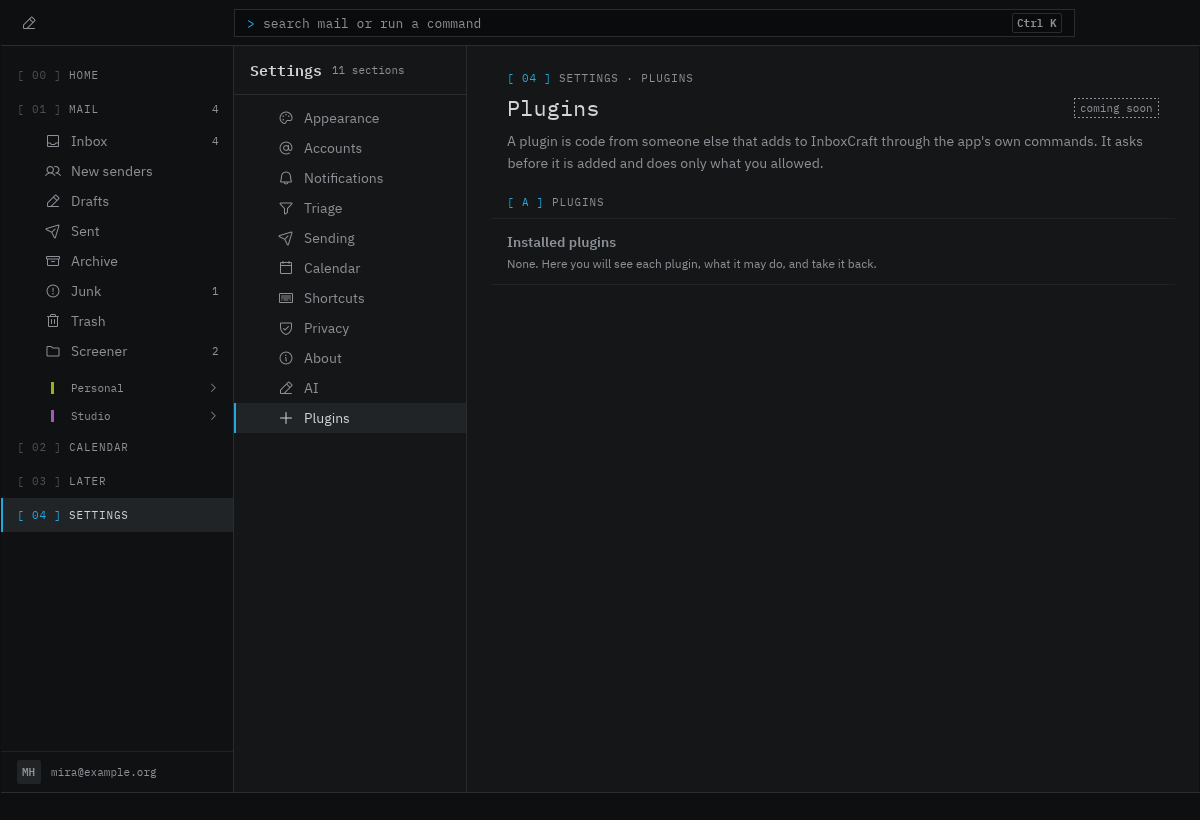 > search mail or run a command Ctrl K
[ 00 ] HOME
[ 01 ] MAIL 4
Inbox 4
New senders
Drafts
Sent
Archive
Junk 1
Trash
Screener 2
Personal
Studio
[ 02 ] CALENDAR
[ 03 ] LATER
[ 04 ] SETTINGS
MH mira@example.org
Settings 11 sections
Appearance
Accounts
Notifications
Triage
Sending
Calendar
Shortcuts
Privacy
About
AI
Plugins
[ 04 ] SETTINGS · PLUGINS
Plugins coming soon
A plugin is code from someone else that adds to InboxCraft through the app's own commands. It asks
before it is added and does only what you allowed.
[ A ] PLUGINS
Installed plugins
None. Here you will see each plugin, what it may do, and take it back.